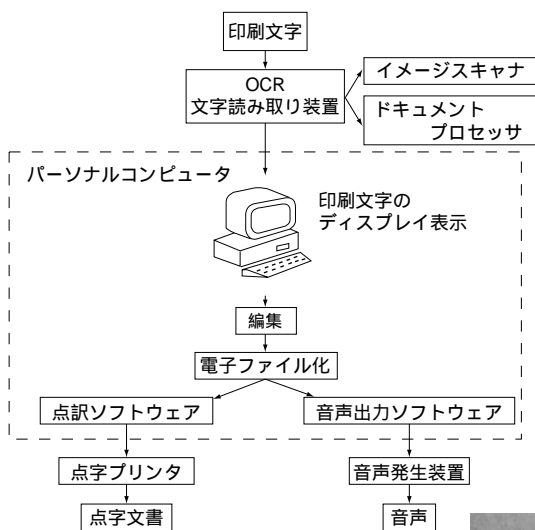 印刷文字
OCR
文字読み取り装置
イメージスキャナ
ドキュメント
プロセッサ
パーソナルコンピュータ
印刷文字の
ディスプレイ表示
編集
電子ファイル化
点訳ソフトウェア
音声出力ソフトウェア
点字プリンタ
音声発生装置
点字文書
音声